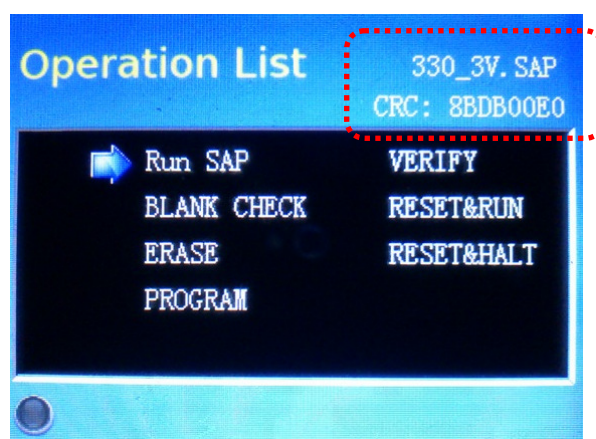 Operation List
330_3V.SAP
CRC: 8BDB00E0
Run SAP
VERIFY
BLANK CHECK
RESET&RUN
ERASE
RESET&HALT
PROGRAM